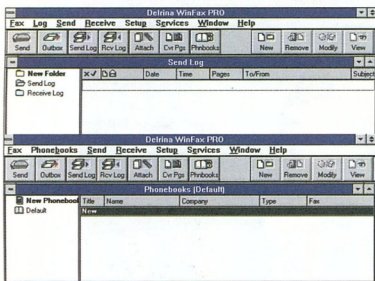 Delrina WinFax PRO
Fax Log Send Receive Setup Services Window Help
Send Outbox Send Log Rcv Log Attach Cvr Pgs Phnbooks New Remove Modify View
Send Log
New Folder Date Time Pages To/From Subject
Send Log
Receive Log
Delrina WinFax PRO
Fax Phonebooks Send Receive Setup Services Window Help
Send Outbox Send Log Rcv Log Attach Cvr Pgs Phnbooks New Remove Modify View
Phonebooks (Default)
New Phonebook Title Name Company Type Fax
Default New